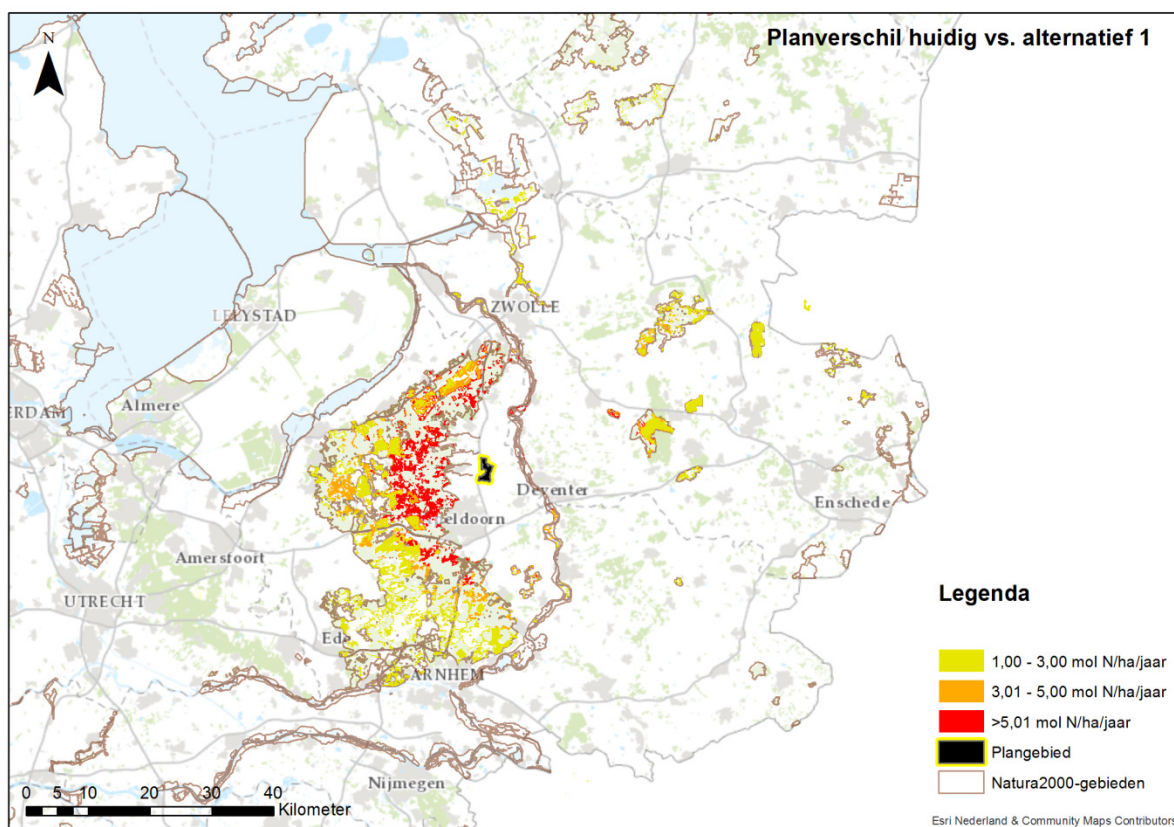 Planverschil huidig vs. alternatief 1
N
ZWOLLE
LELYSTAD
ERDAM
Almere
Deventer
eldoorn
Enschede
Amersfoort
UTRECHT
Ede
ARNHEM
Nijmegen
Legenda
1,00 - 3,00 mol N/ha/jaar
3,01 - 5,00 mol N/ha/jaar
>5,01 mol N/ha/jaar
Plangebied
Natura2000-gebieden
0 5 10 20 30 40
Kilometer
Esri Nederland & Community Maps Contributors